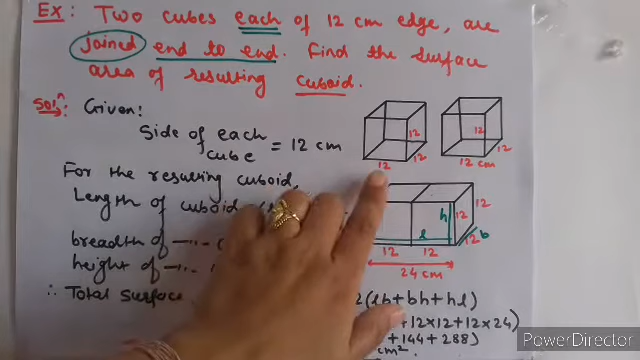 Ex: Two cubes each of 12 cm edge, are
joined end to end. Find the surface
area of resulting cuboid.
Solⁿ: Given:
Side of each cube = 12 cm
For the resulting cuboid,
Length of cuboid
breadth of —"—
height of —"—
∴ Total Surface
2(lb+bh+hl)
+ 12×12 + 12×24)
+ 144 + 288)
cm².
12 12 12
12 cm 12 12
h 12 12
l 12 b
12 12
24 cm
PowerDirector